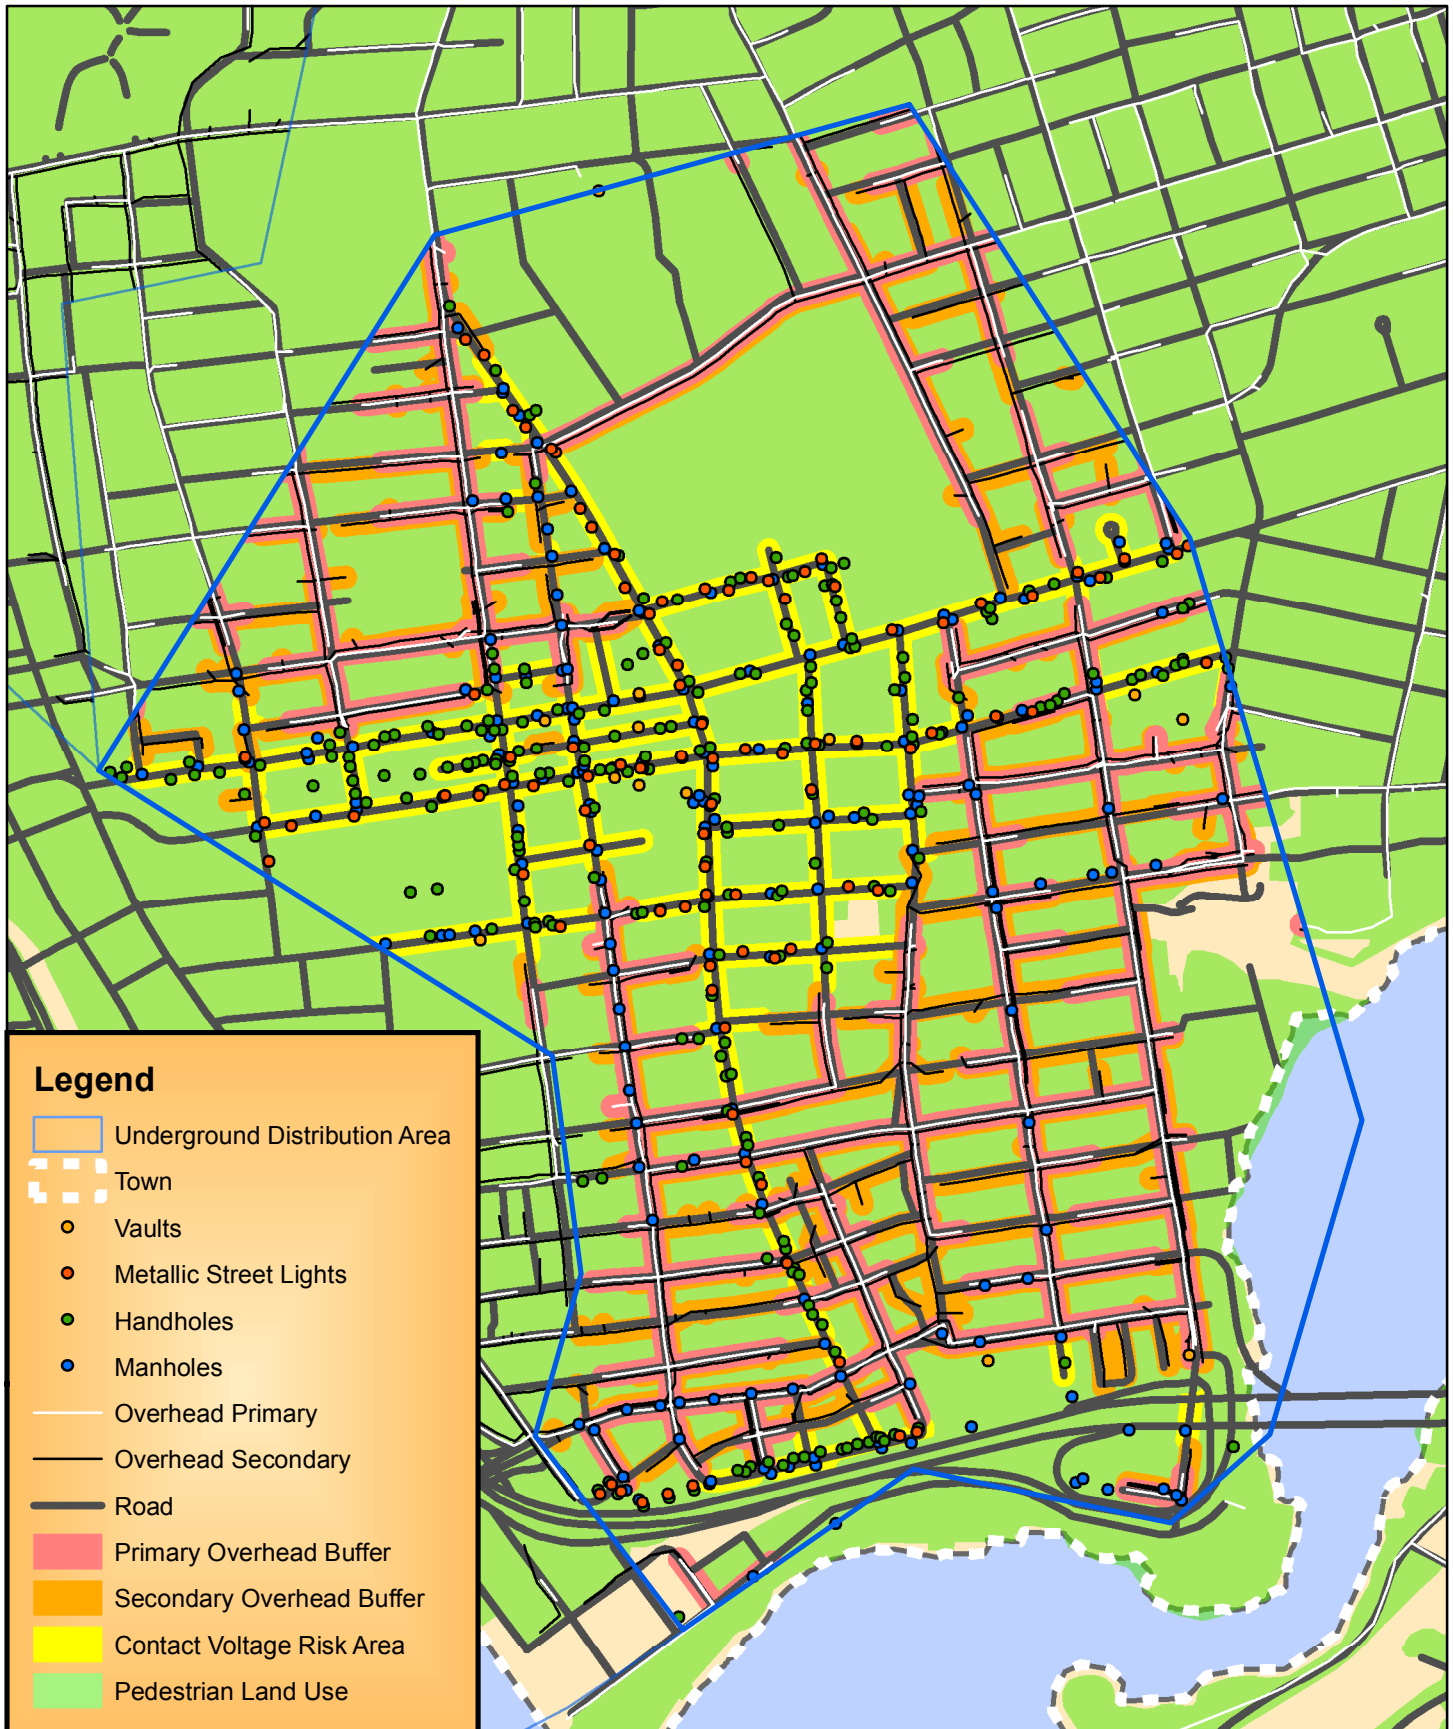 Legend
Underground Distribution Area
Town
Vaults
Metallic Street Lights
Handholes
Manholes
Overhead Primary
Overhead Secondary
Road
Primary Overhead Buffer
Secondary Overhead Buffer
Contact Voltage Risk Area
Pedestrian Land Use